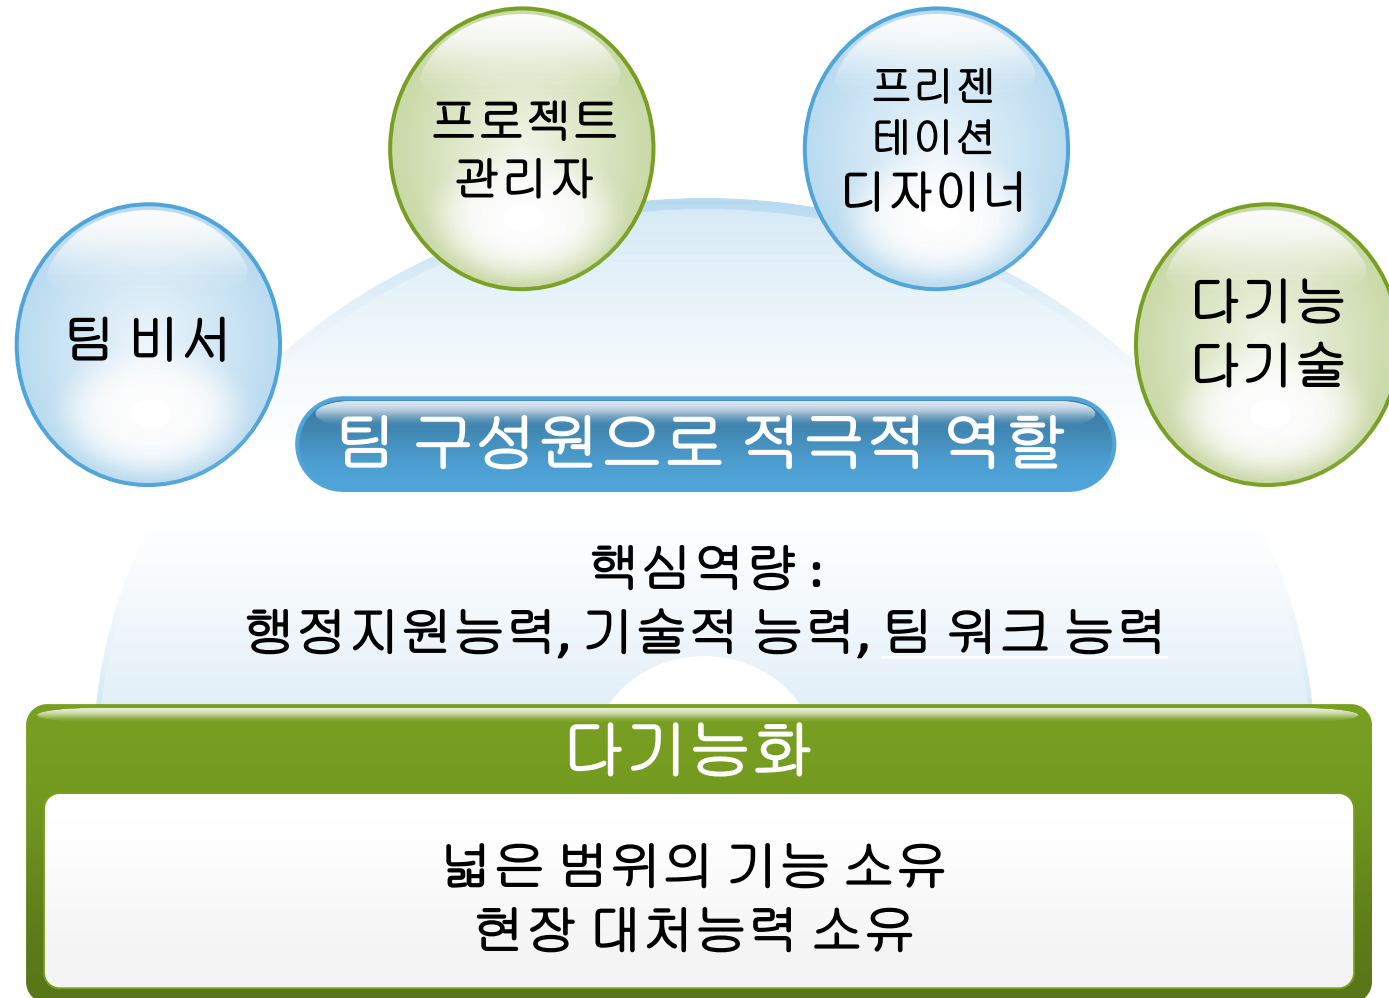 프로젝트
관리자
프리젠
테이션
디자이너
팀 비서
다기능
다기술
팀 구성원으로 적극적 역할
핵심역량 :
행정지원능력, 기술적 능력, 팀 워크 능력
다기능화
넓은 범위의 기능 소유
현장 대처능력 소유